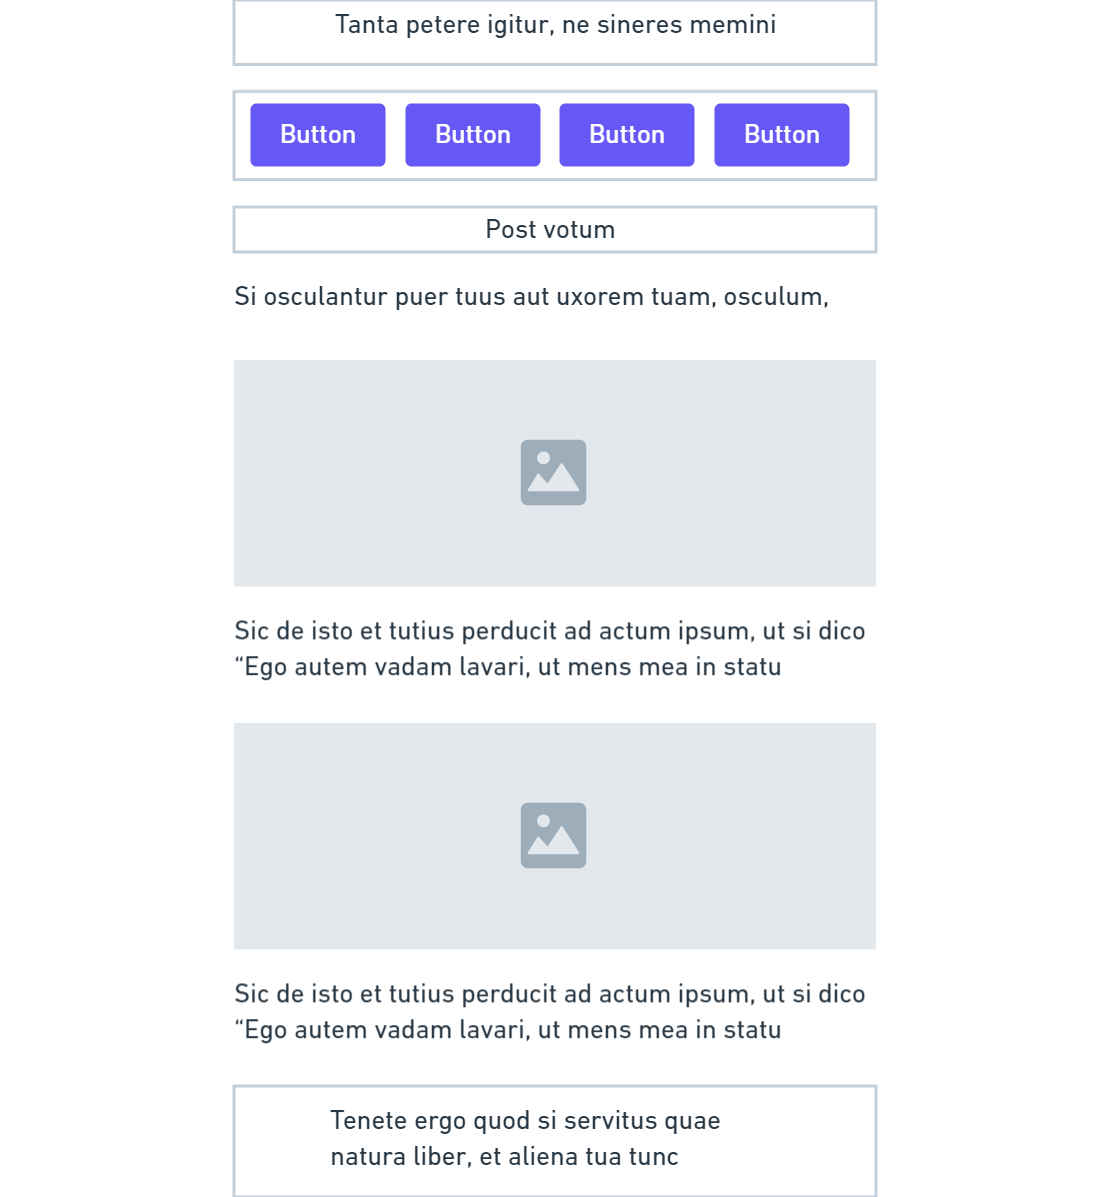 Tanta petere igitur, ne sineres memini
Button Button Button Button
Post votum
Si osculantur puer tuus aut uxorem tuam, osculum,
Sic de isto et tutius perducit ad actum ipsum, ut si dico
“Ego autem vadam lavari, ut mens mea in statu
Sic de isto et tutius perducit ad actum ipsum, ut si dico
“Ego autem vadam lavari, ut mens mea in statu
Tenete ergo quod si servitus quae
natura liber, et aliena tua tunc